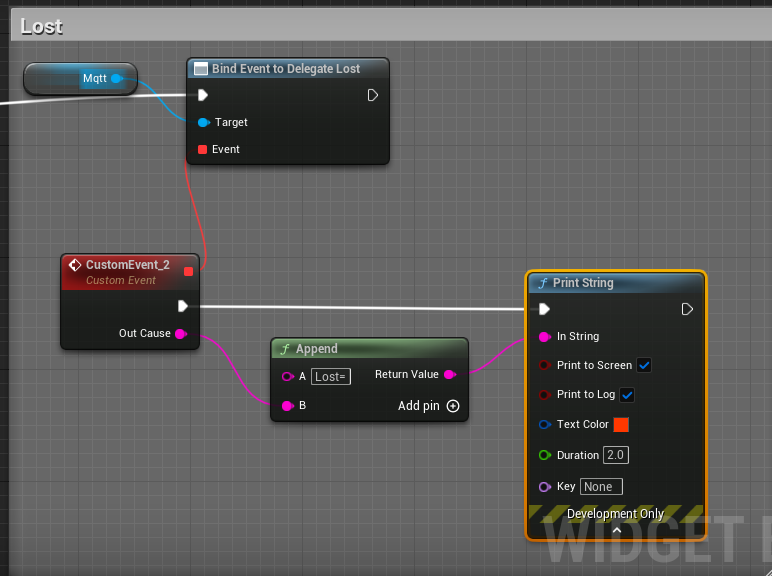 Lost
Mqtt
Bind Event to Delegate Lost
Target
Event
CustomEvent_2
Custom Event
Out Cause
f Append
A Lost=
Return Value
B
Add pin
f Print String
In String
Print to Screen
Print to Log
Text Color
Duration 2.0
Key None
Development Only
WIDGET